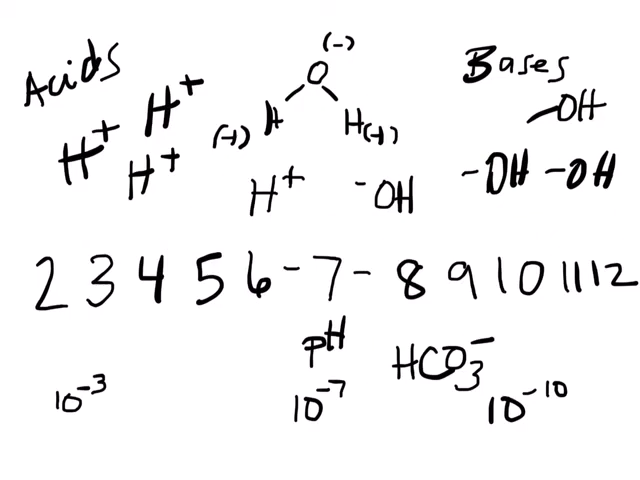 Acids
H⁺ H⁺ H⁺
(-)
O
H H
(+) (+)
H⁺ ⁻OH
Bases
-OH
-OH -OH
2 3 4 5 6 - 7 - 8 9 10 11 12
pH HCO₃⁻
10⁻³ 10⁻⁷ 10⁻¹⁰